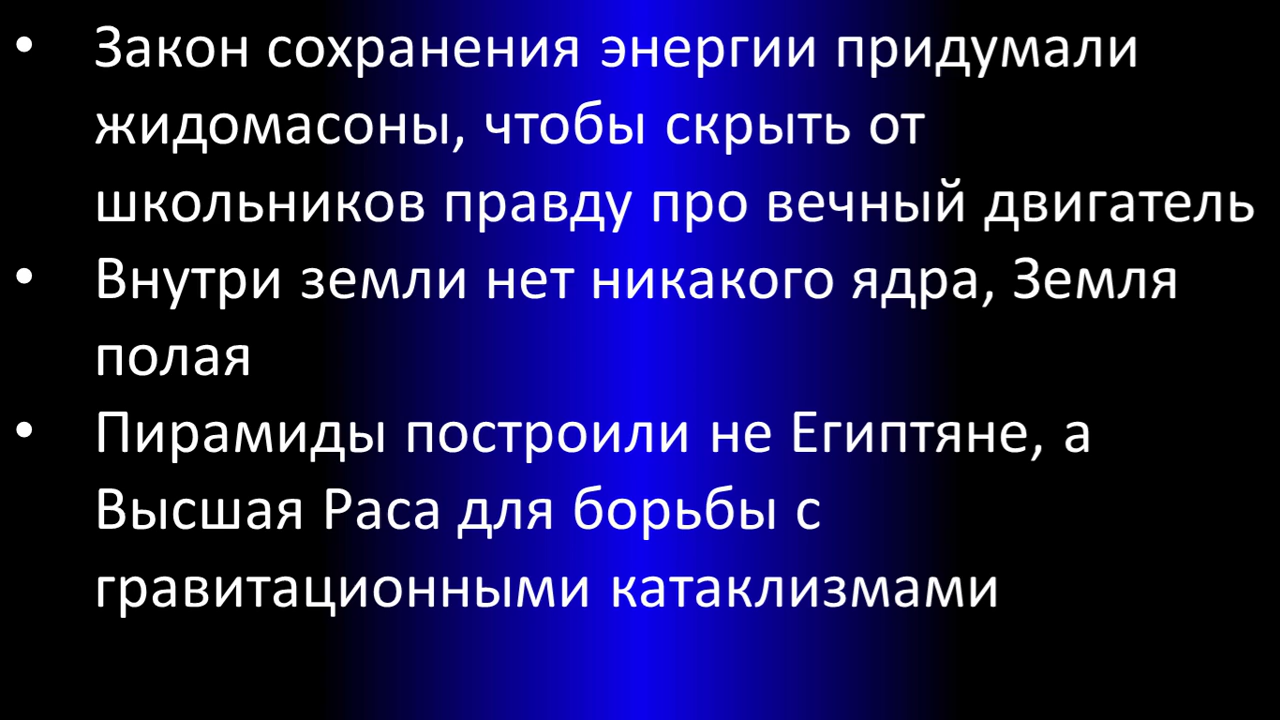 • Закон сохранения энергии придумали
жидомасоны, чтобы скрыть от
школьников правду про вечный двигатель
• Внутри земли нет никакого ядра, Земля
полая
• Пирамиды построили не Египтяне, а
Высшая Раса для борьбы с
гравитационными катаклизмами